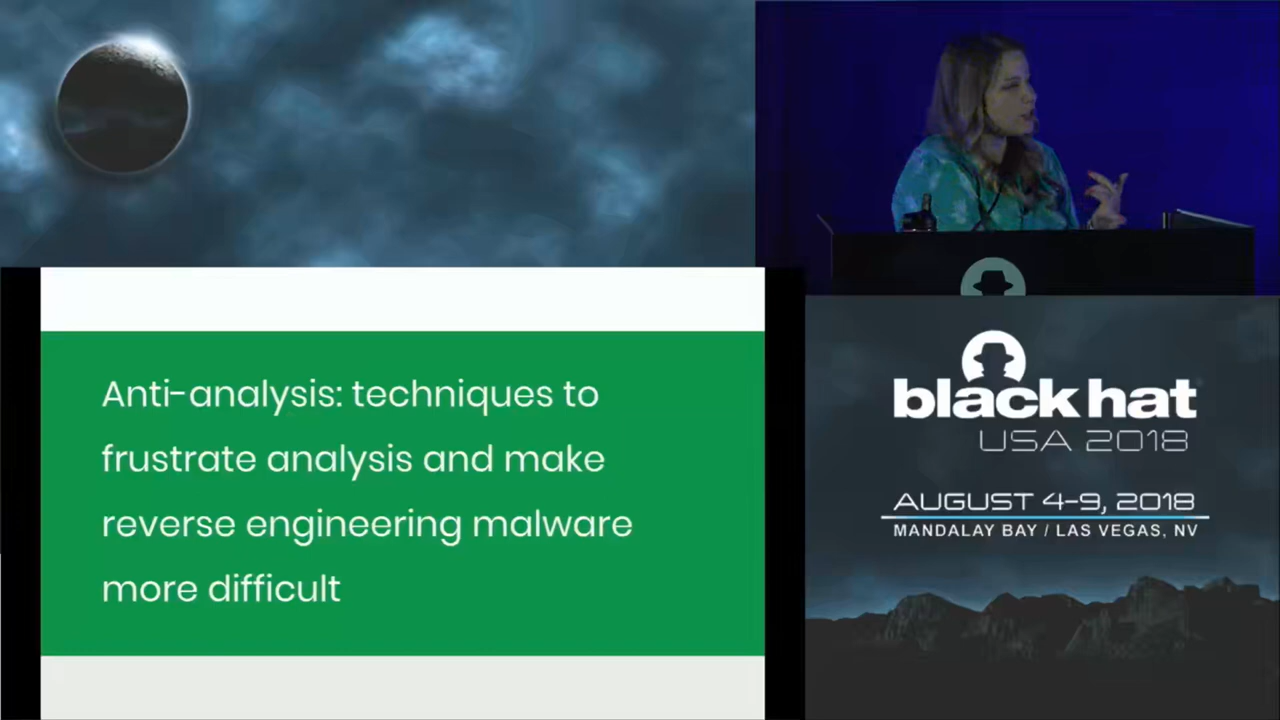 Anti-analysis: techniques to
frustrate analysis and make
reverse engineering malware
more difficult
black hat
USA 2018
AUGUST 4-9, 2018
MANDALAY BAY / LAS VEGAS, NV